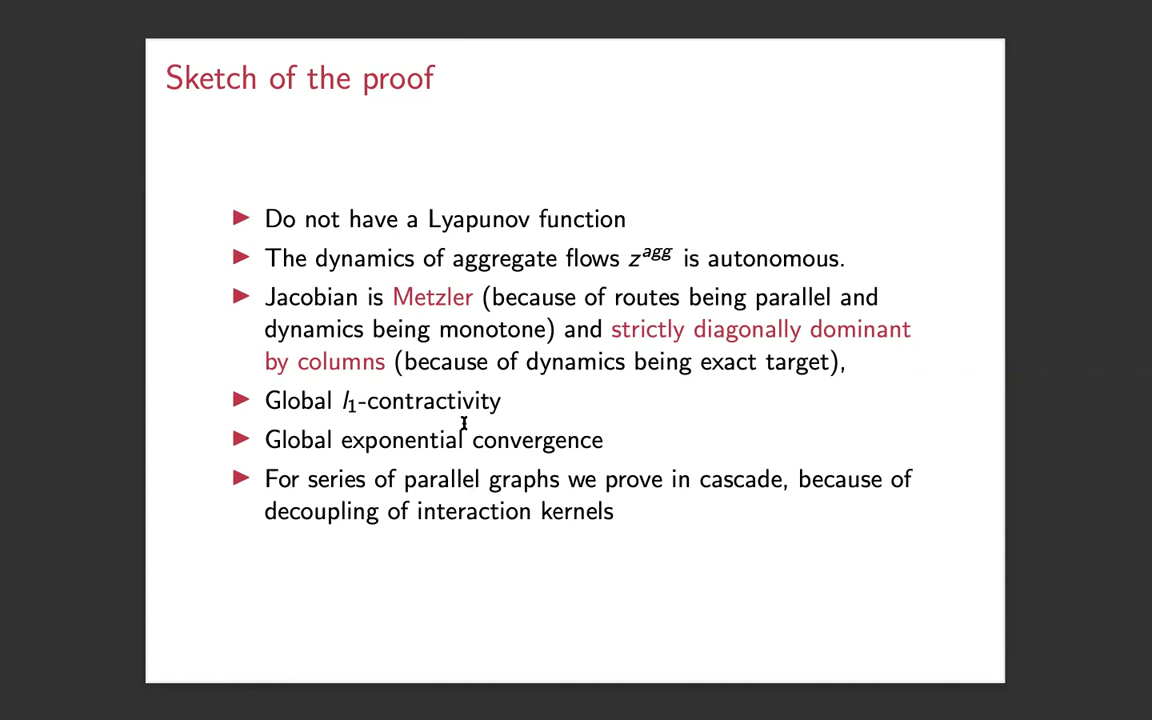 Sketch of the proof
▶ Do not have a Lyapunov function
▶ The dynamics of aggregate flows z^agg is autonomous.
▶ Jacobian is Metzler (because of routes being parallel and
dynamics being monotone) and strictly diagonally dominant
by columns (because of dynamics being exact target),
▶ Global l₁-contractivity
▶ Global exponential convergence
▶ For series of parallel graphs we prove in cascade, because of
decoupling of interaction kernels